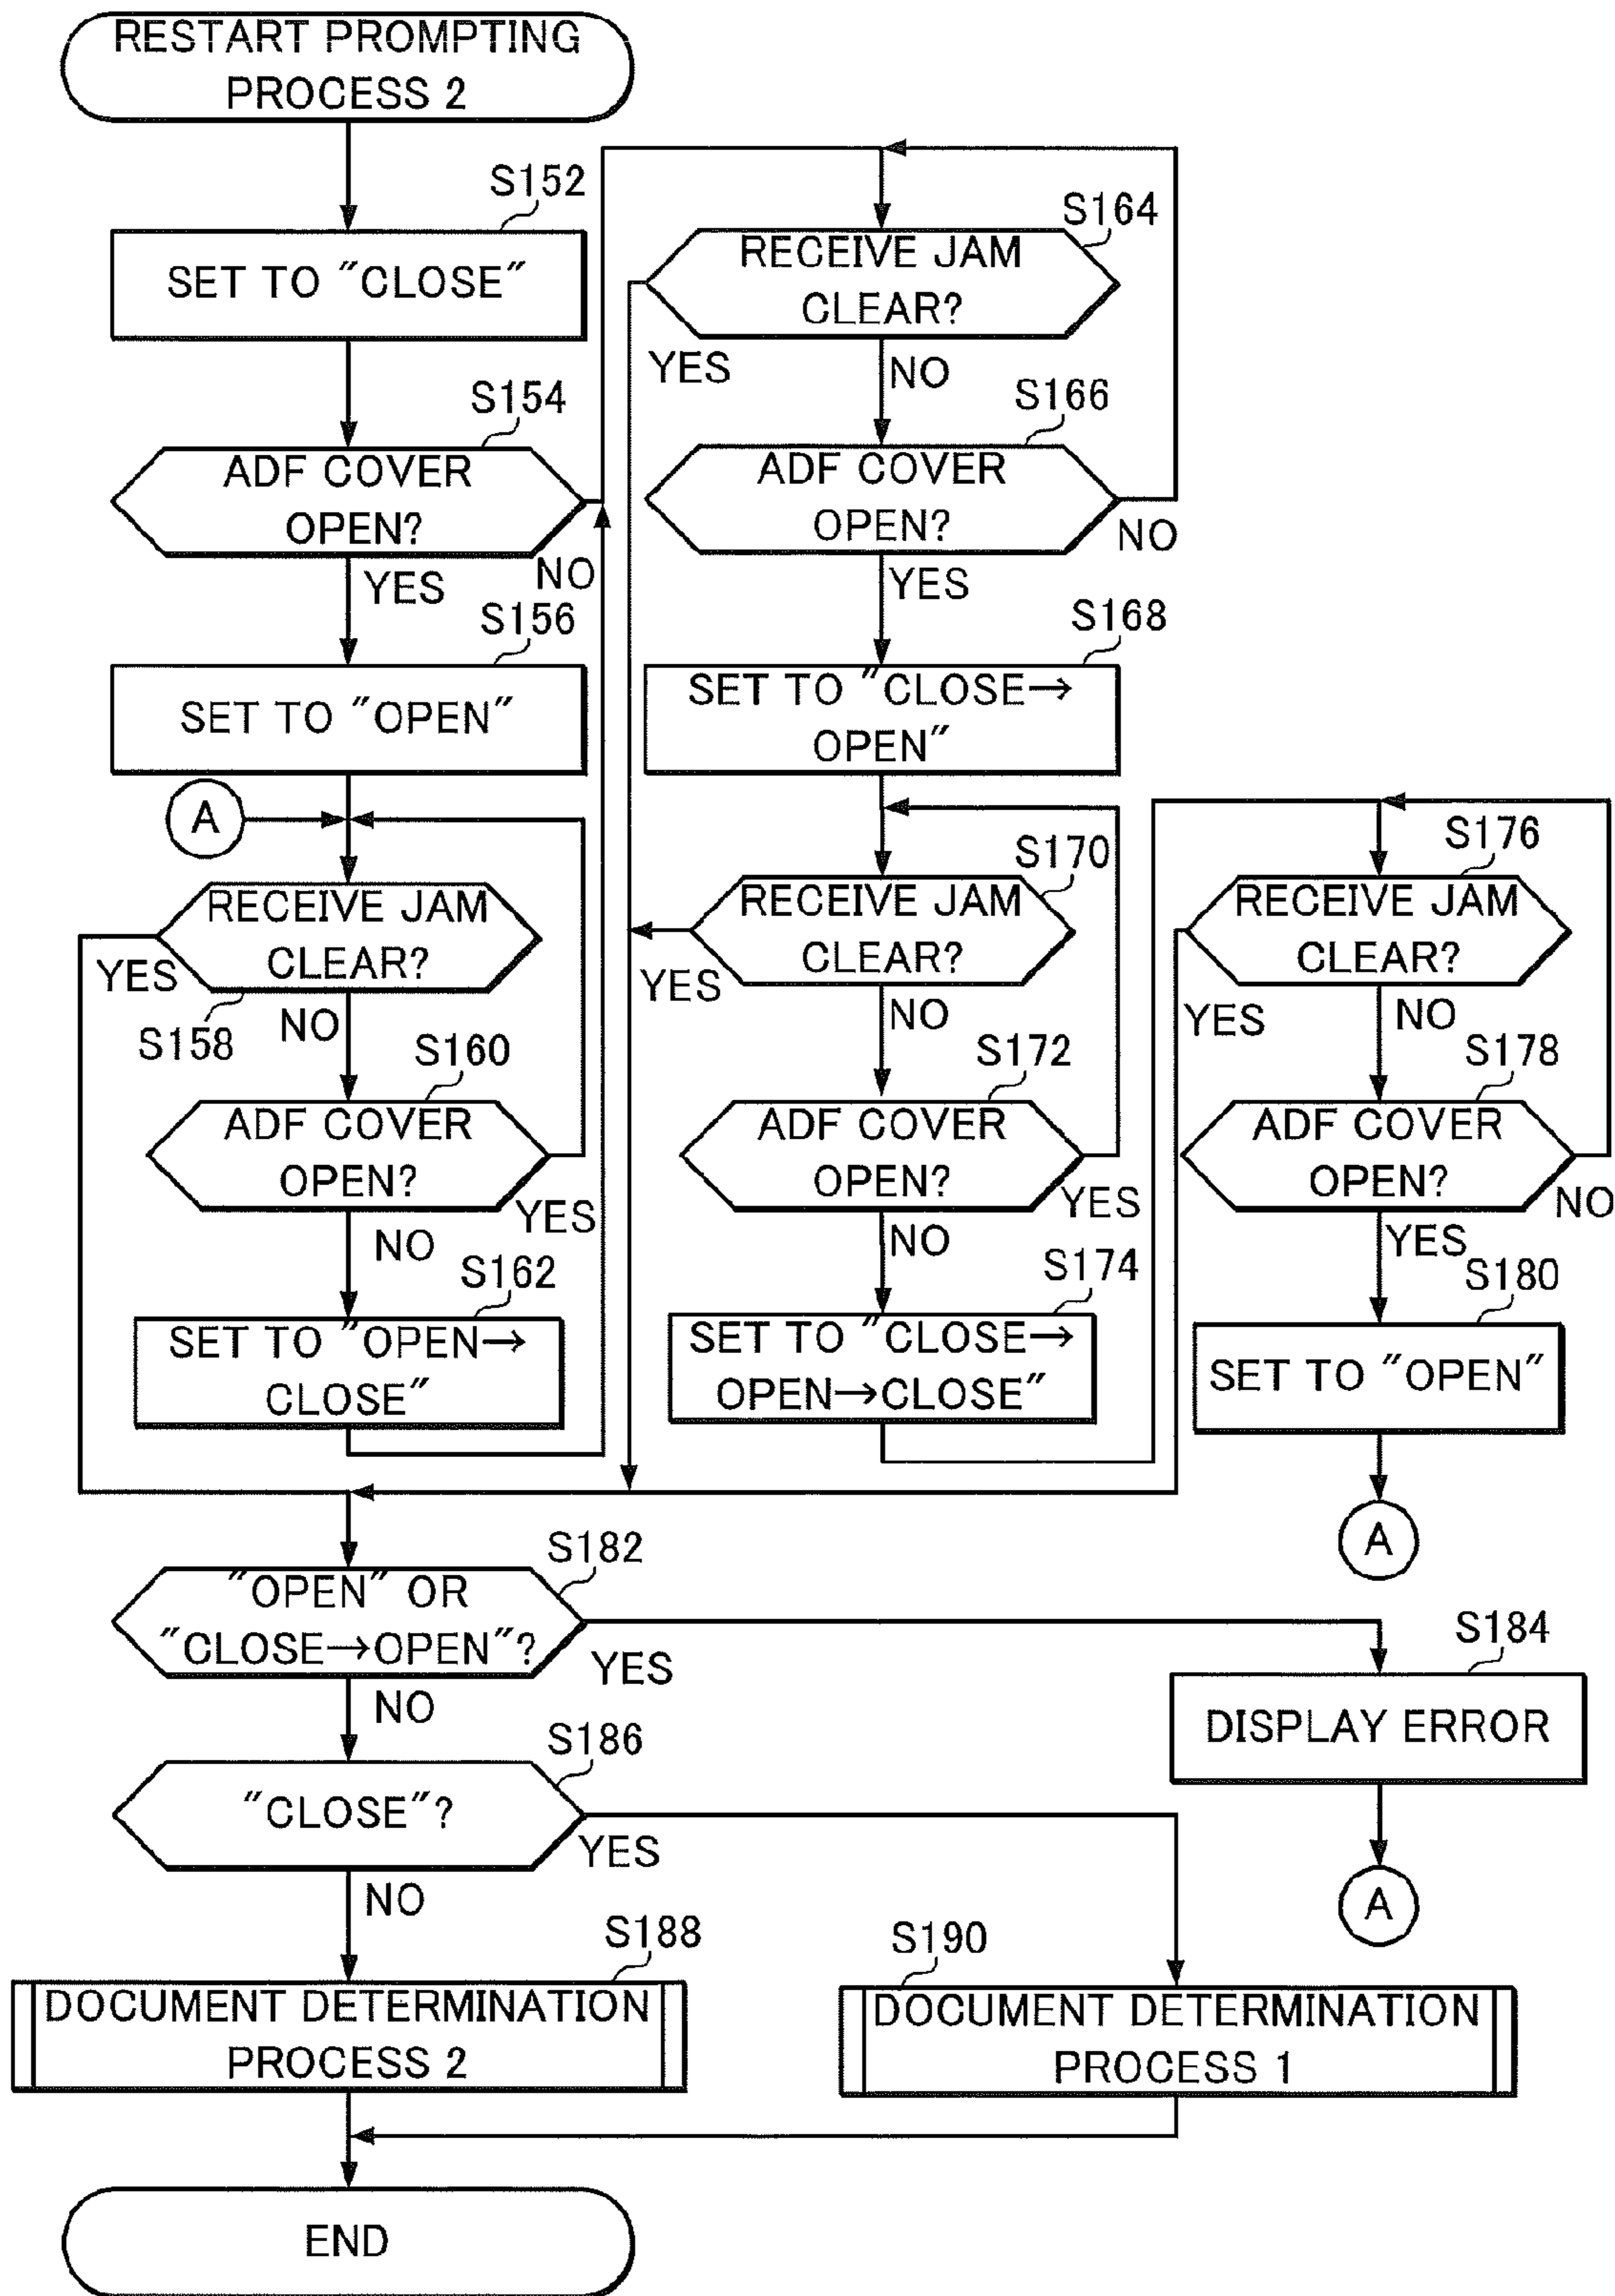 RESTART PROMPTING
PROCESS 2
S152
SET TO "CLOSE"
S154
ADF COVER
OPEN?
NO
YES
S156
SET TO "OPEN"
A
RECEIVE JAM
CLEAR?
YES
S158
NO
S160
ADF COVER
OPEN?
YES
NO
S162
SET TO "OPEN→
CLOSE"
S164
RECEIVE JAM
CLEAR?
YES
NO
S166
ADF COVER
OPEN?
NO
YES
S168
SET TO "CLOSE→
OPEN"
S170
RECEIVE JAM
CLEAR?
YES
NO
S172
ADF COVER
OPEN?
YES
NO
S174
SET TO "CLOSE→
OPEN→CLOSE"
S176
RECEIVE JAM
CLEAR?
YES
NO
S178
ADF COVER
OPEN?
NO
YES
S180
SET TO "OPEN"
A
S182
"OPEN" OR
"CLOSE→OPEN"?
YES
NO
S184
DISPLAY ERROR
A
S186
"CLOSE"?
YES
NO
S188
DOCUMENT DETERMINATION
PROCESS 2
S190
DOCUMENT DETERMINATION
PROCESS 1
END